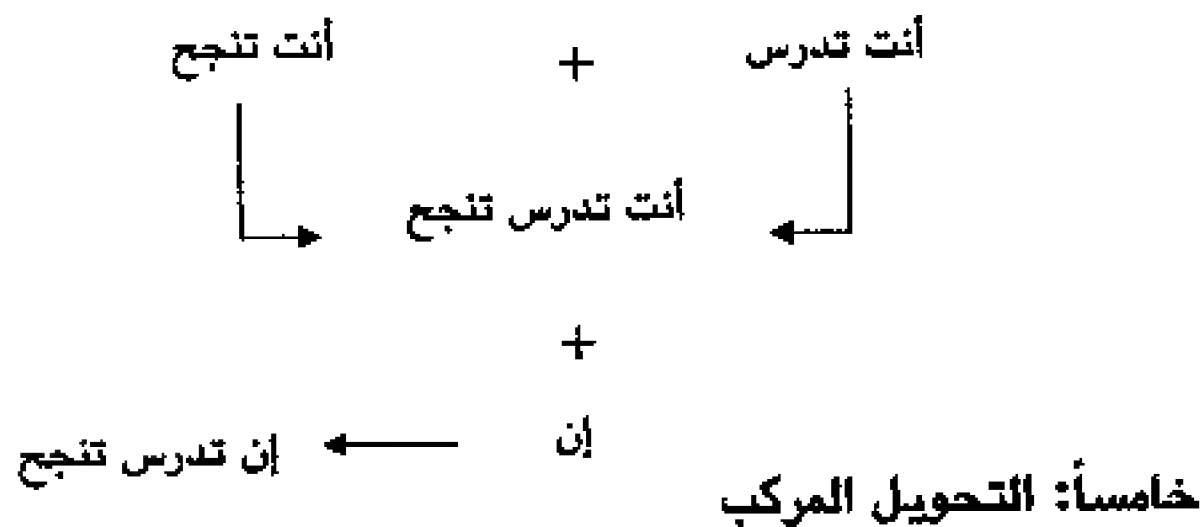 أنت تدرس + أنت تنجح
أنت تدرس تنجح
+
إن ← إن تدرس تنجح
خامساً: التحويل المركب